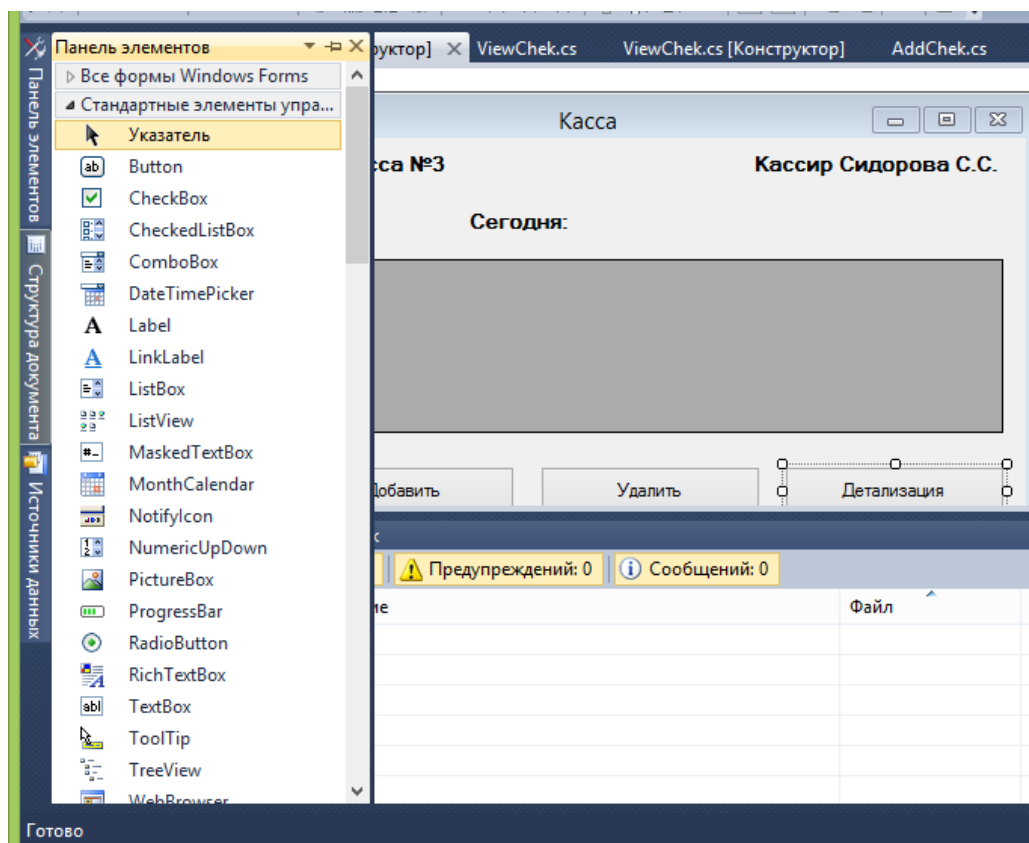 Панель элементов
руктор]
ViewChek.cs
ViewChek.cs [Конструктор]
AddChek.cs
Панель элементов
Структура документа
Источники данных
Все формы Windows Forms
Стандартные элементы упра...
Указатель
Button
CheckBox
CheckedListBox
ComboBox
DateTimePicker
Label
LinkLabel
ListBox
ListView
MaskedTextBox
MonthCalendar
NotifyIcon
NumericUpDown
PictureBox
ProgressBar
RadioButton
RichTextBox
TextBox
ToolTip
TreeView
WebBrowser
Касса
сса №3
Кассир Сидорова С.С.
Сегодня:
Добавить
Удалить
Детализация
Предупреждений: 0
Сообщений: 0
ие
Файл
Готово